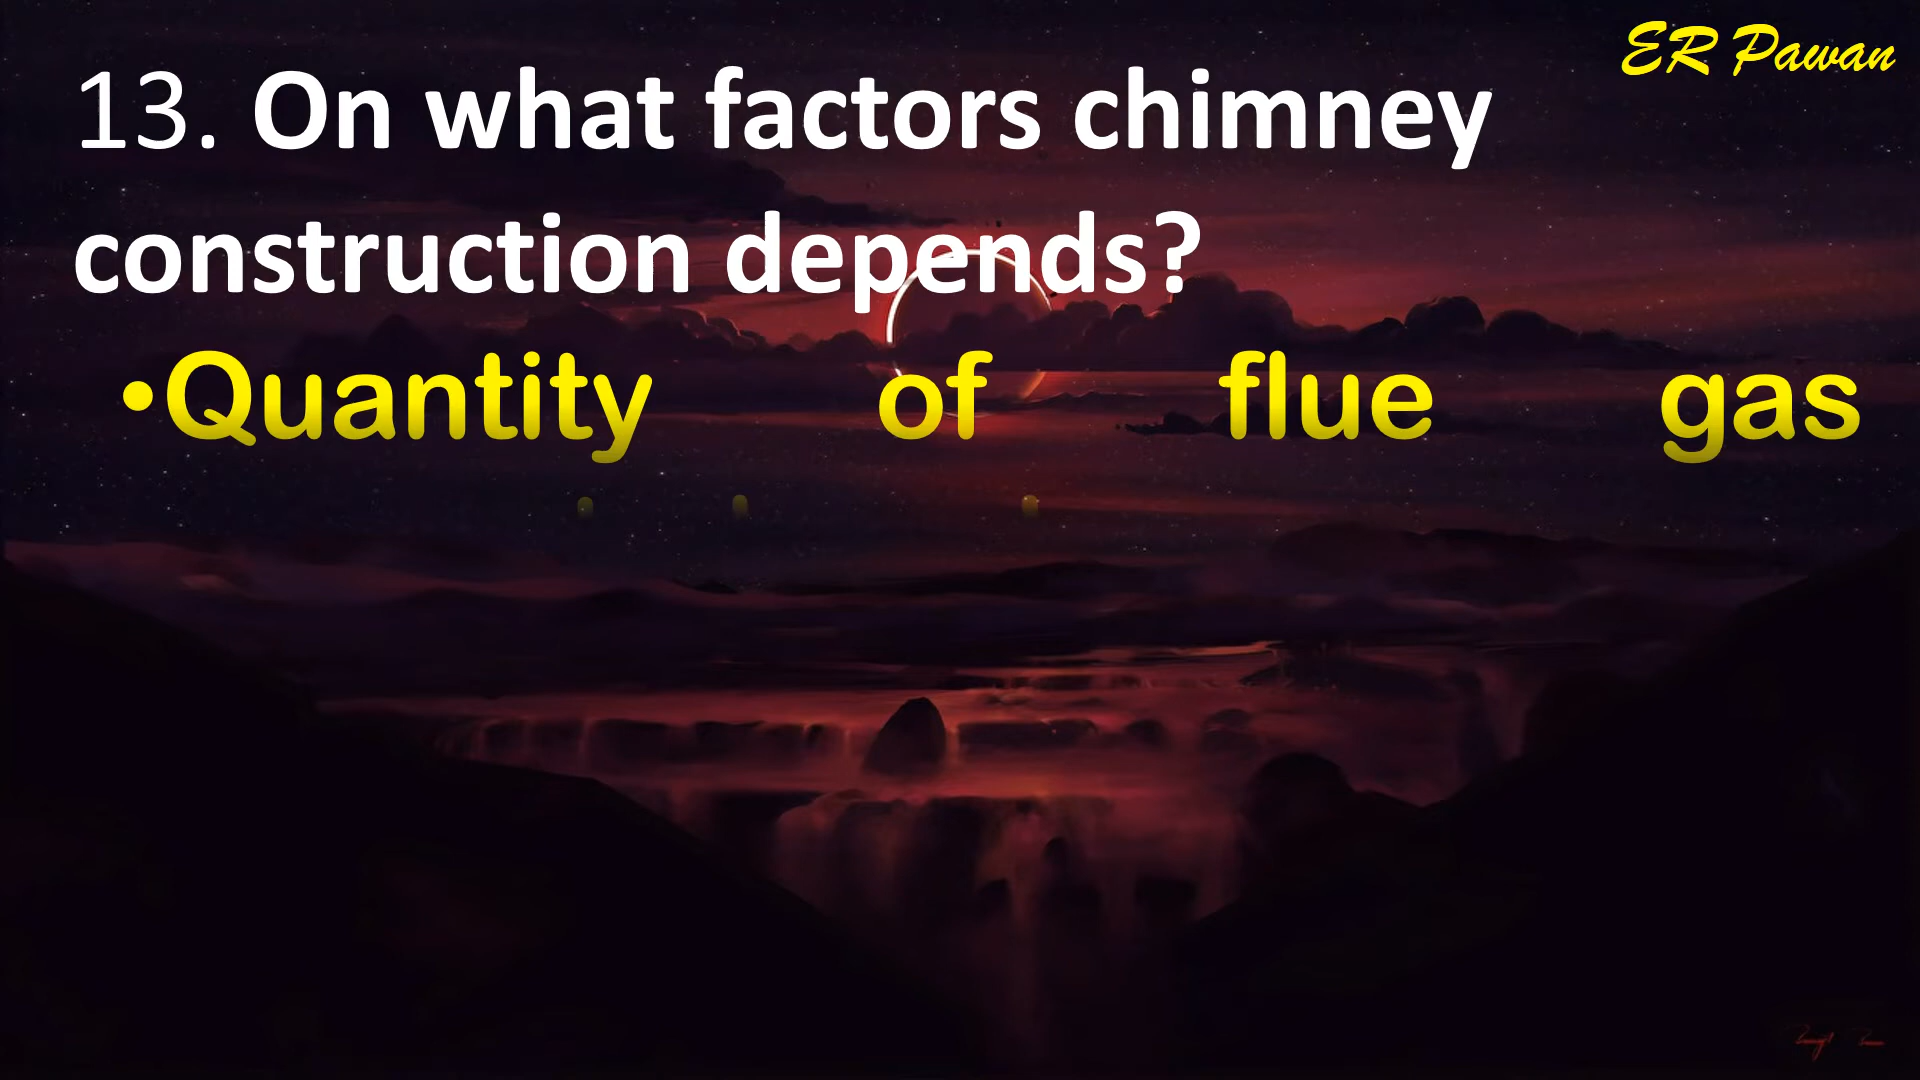 ER Pawan
13. On what factors chimney
construction depends?
•Quantity of flue gas